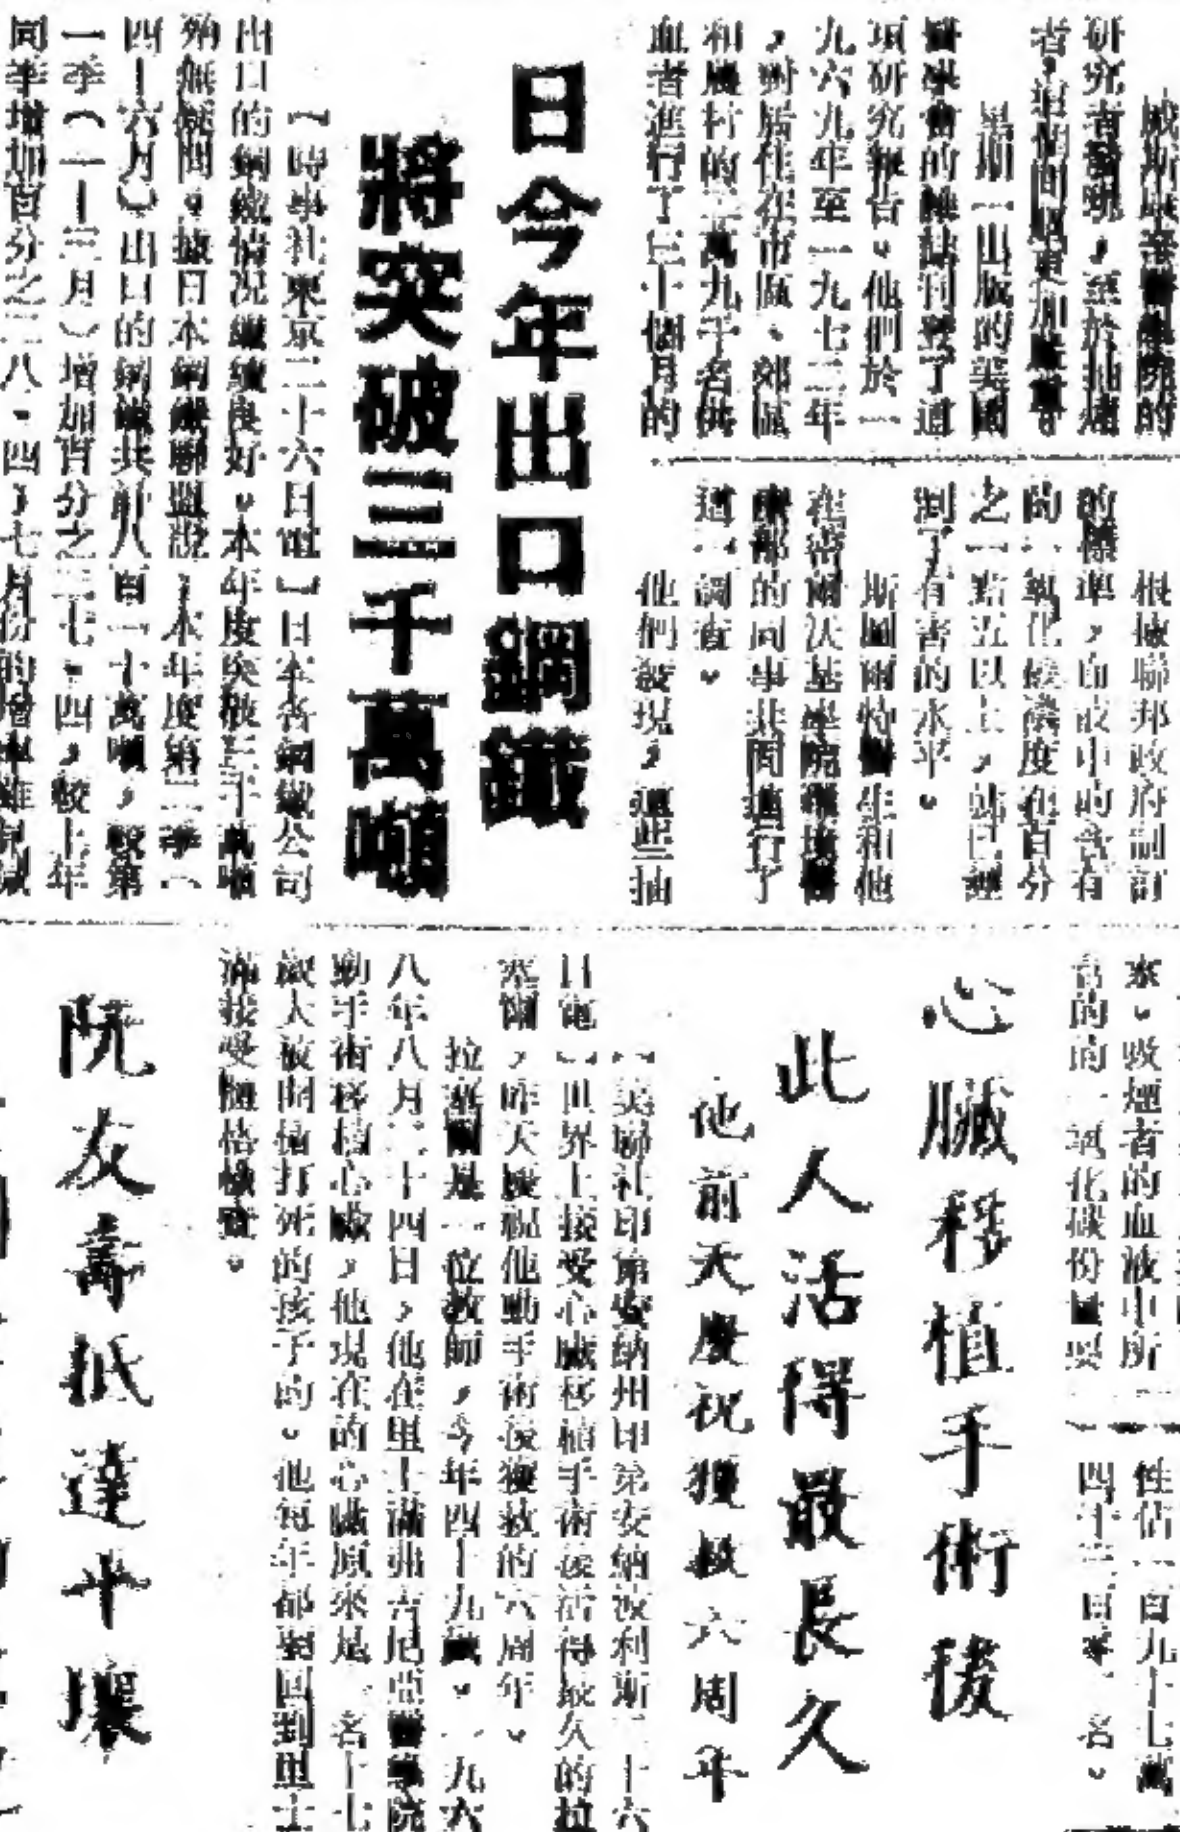 威斯康辛醫學院的
研究者發現，至於抽煙
者，這個問題更加嚴重。
星期一出版的美國
醫學會的雜誌刊登了這
項研究報告。他們於一
九六九年至一九七二年
，對居住在市區、郊區
和農村的二萬九千名供
血者進行了三十個月的
道一調查。
根據聯邦政府制訂
的標準，血液中的含有
的一氧化碳濃度在百分
之一點五以上，就已經
到了有害的水平。
斯圖爾特醫生和他
在密爾沃基
的同事共同進行了
他們發現，這些抽
日今年出口鋼鐵
將突破三千萬噸
【時事社東京二十六日電】日本各鋼鐵公司
出口的鋼鐵情況繼續良好。本年度突破三千萬噸
殆無疑問。據日本鋼鐵聯盟說，本年度第二季（
四—六月）出口的鋼鐵共計八百一十萬噸，較第
一季（一—三月）增加百分之三七．四，較上年
同季增加百分之二八．四，七月份的增
來。吸煙者的血液中所
含的的一氧化碳份量要
性佔一百九十七萬
四千三百零一名。
心臟移植手術後
此人活得最長久
他前天慶祝獲救六周年
【美聯社印第安納州印第安納波利斯二十六
日電】世界上接受心臟移植手術後活得最久的拉
塞爾，昨天慶祝他動手術後獲救的六周年。
拉塞爾是一位教師，今年四十九歲。一九六
八年八月二十四日，他在里士滿弗吉尼亞醫學院
動手術移植心臟，他現在的心臟原來是一名十七
歲大被開槍打死的孩子的。他每年都要回到里士
滿接受體格檢查。
阮友壽抵達平壤